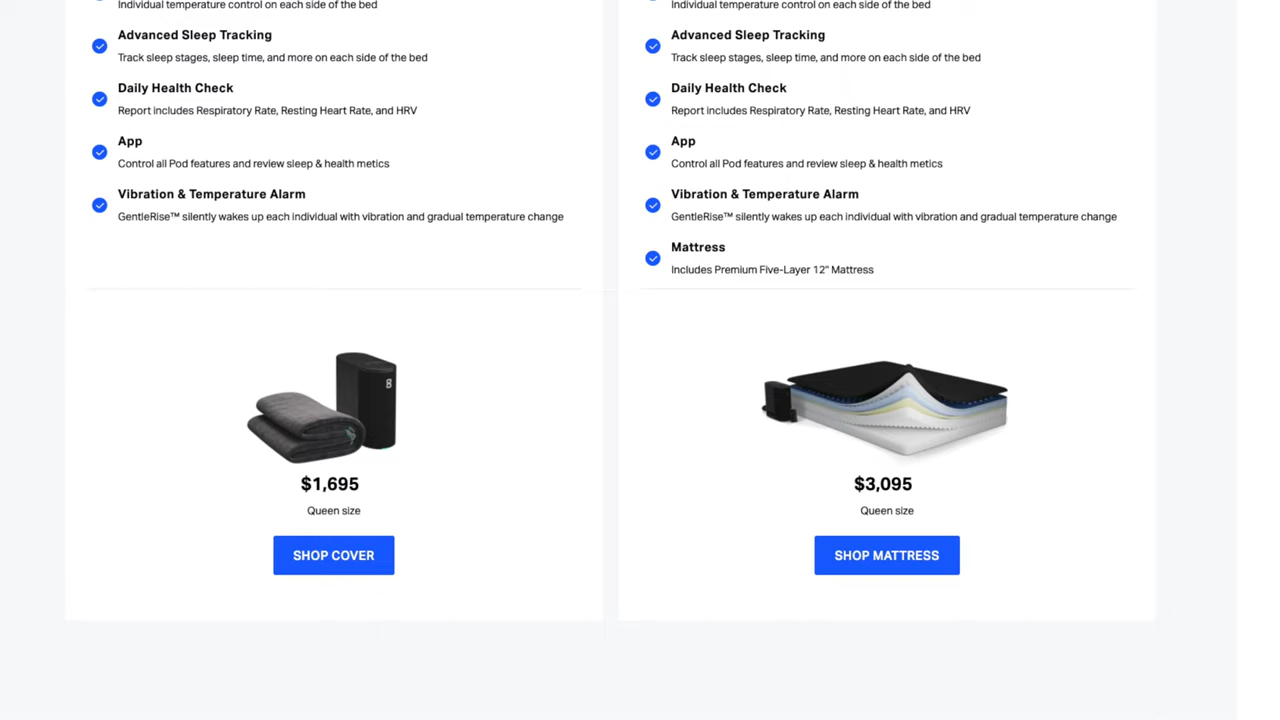 Individual temperature control on each side of the bed
Advanced Sleep Tracking
Track sleep stages, sleep time, and more on each side of the bed
Daily Health Check
Report includes Respiratory Rate, Resting Heart Rate, and HRV
App
Control all Pod features and review sleep & health metics
Vibration & Temperature Alarm
GentleRise™ silently wakes up each individual with vibration and gradual temperature change
$1,695
Queen size
SHOP COVER
Individual temperature control on each side of the bed
Advanced Sleep Tracking
Track sleep stages, sleep time, and more on each side of the bed
Daily Health Check
Report includes Respiratory Rate, Resting Heart Rate, and HRV
App
Control all Pod features and review sleep & health metics
Vibration & Temperature Alarm
GentleRise™ silently wakes up each individual with vibration and gradual temperature change
Mattress
Includes Premium Five-Layer 12" Mattress
$3,095
Queen size
SHOP MATTRESS